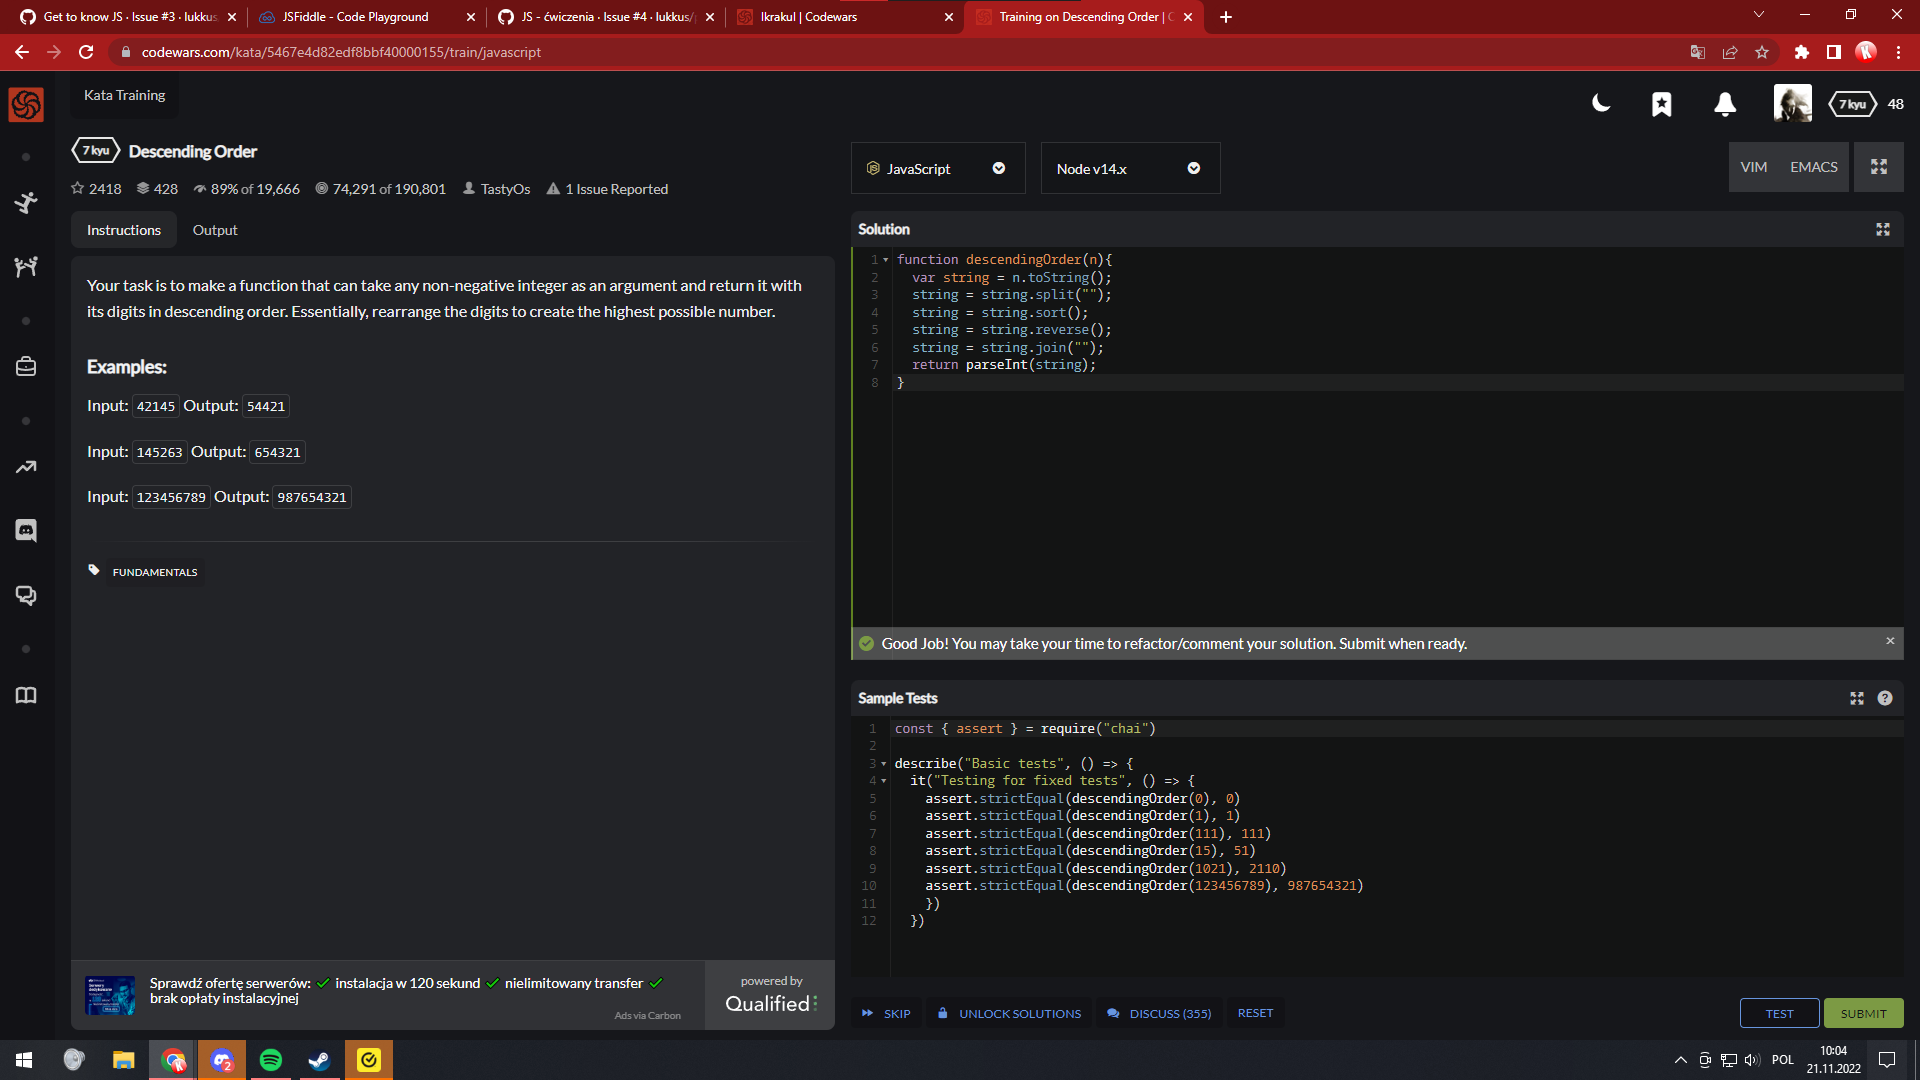 Get to know JS · Issue #3 · lukkus
JSFiddle - Code Playground
JS - ćwiczenia · Issue #4 · lukkus/
Ikrakul | Codewars
Training on Descending Order |
codewars.com/kata/5467e4d82edf8bbf40000155/train/javascript
Kata Training
7 kyu
48
7 kyu Descending Order
2418 428 89% of 19,666 74,291 of 190,801 TastyOs 1 Issue Reported
JavaScript
Node v14.x
VIM EMACS
Instructions
Output
Your task is to make a function that can take any non-negative integer as an argument and return it with
its digits in descending order. Essentially, rearrange the digits to create the highest possible number.
Examples:
Input: 42145 Output: 54421
Input: 145263 Output: 654321
Input: 123456789 Output: 987654321
FUNDAMENTALS
Sprawdź ofertę serwerów: ✓ instalacja w 120 sekund ✓ nielimitowany transfer ✓
brak opłaty instalacyjnej
Ads via Carbon
powered by
Qualified
Solution
1 function descendingOrder(n){
2 var string = n.toString();
3 string = string.split("");
4 string = string.sort();
5 string = string.reverse();
6 string = string.join("");
7 return parseInt(string);
8 }
Good Job! You may take your time to refactor/comment your solution. Submit when ready.
Sample Tests
1 const { assert } = require("chai")
2
3 describe("Basic tests", () => {
4 it("Testing for fixed tests", () => {
5 assert.strictEqual(descendingOrder(0), 0)
6 assert.strictEqual(descendingOrder(1), 1)
7 assert.strictEqual(descendingOrder(111), 111)
8 assert.strictEqual(descendingOrder(15), 51)
9 assert.strictEqual(descendingOrder(1021), 2110)
10 assert.strictEqual(descendingOrder(123456789), 987654321)
11 })
12 })
SKIP
UNLOCK SOLUTIONS
DISCUSS (355)
RESET
TEST
SUBMIT
2
POL
10:04
21.11.2022